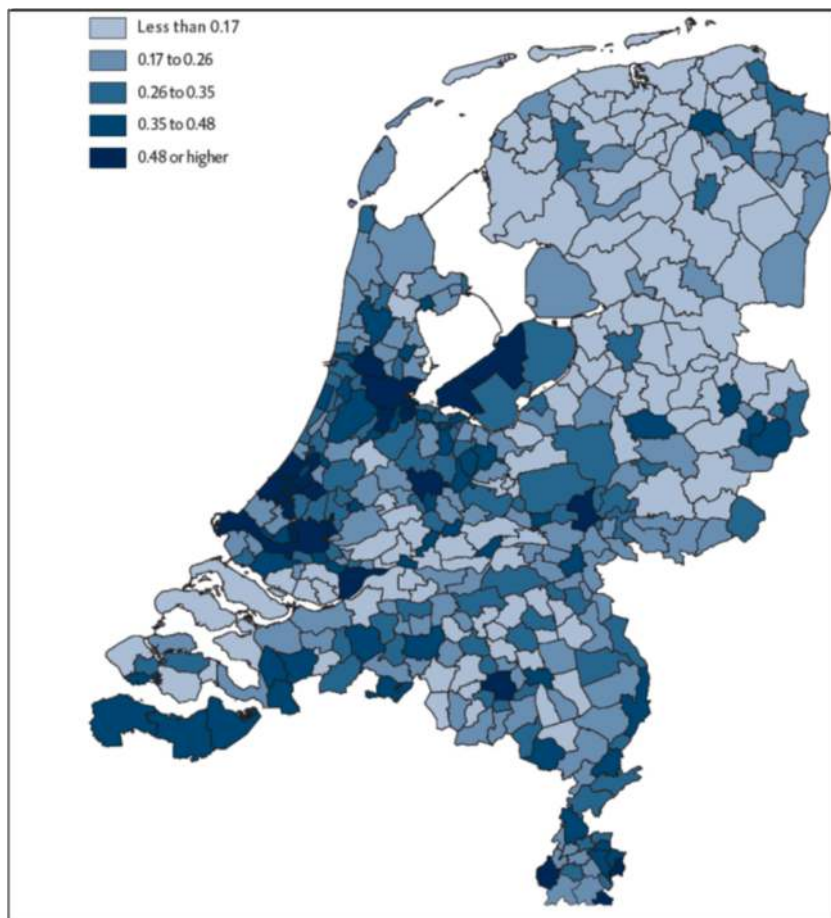 Less than 0.17
0.17 to 0.26
0.26 to 0.35
0.35 to 0.48
0.48 or higher